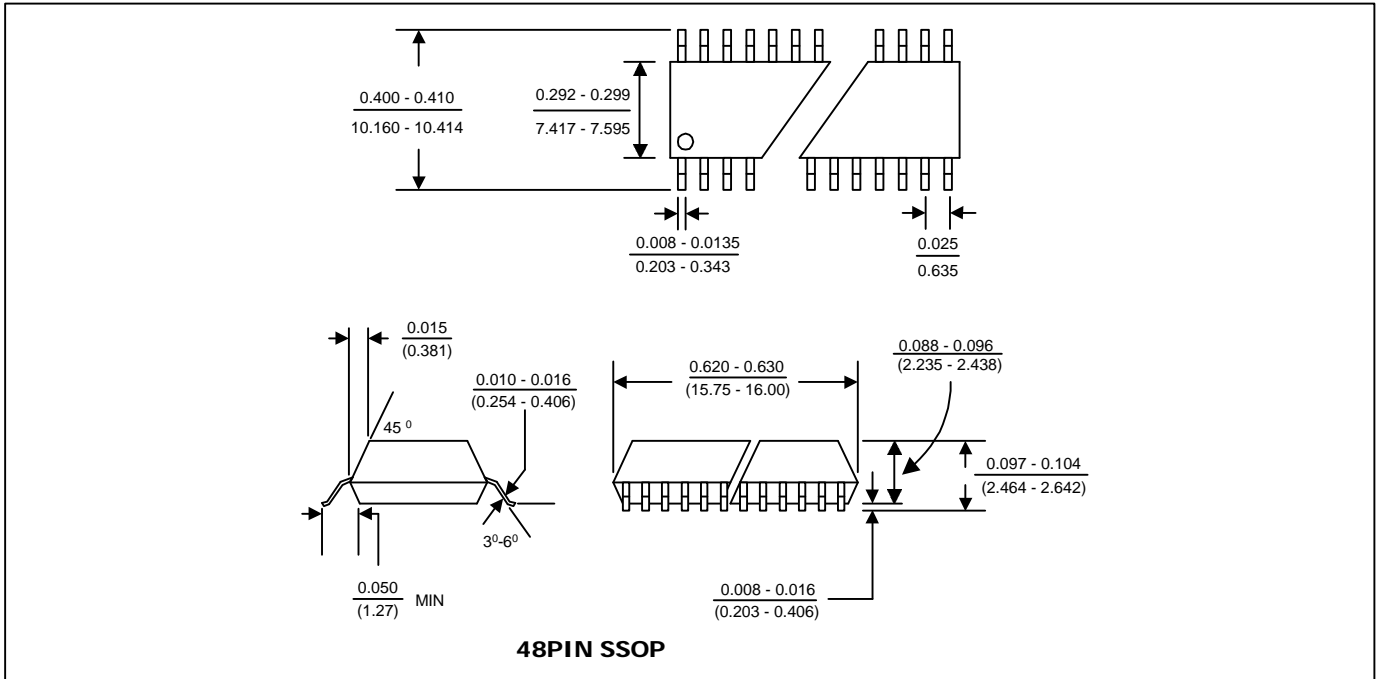 0.400 - 0.410
10.160 - 10.414
0.292 - 0.299
7.417 - 7.595
0.008 - 0.0135
0.203 - 0.343
0.025
0.635
0.015
(0.381)
0.010 - 0.016
(0.254 - 0.406)
45 ⁰
3⁰-6⁰
0.050
(1.27) MIN
0.620 - 0.630
(15.75 - 16.00)
0.088 - 0.096
(2.235 - 2.438)
0.097 - 0.104
(2.464 - 2.642)
0.008 - 0.016
(0.203 - 0.406)
48PIN SSOP